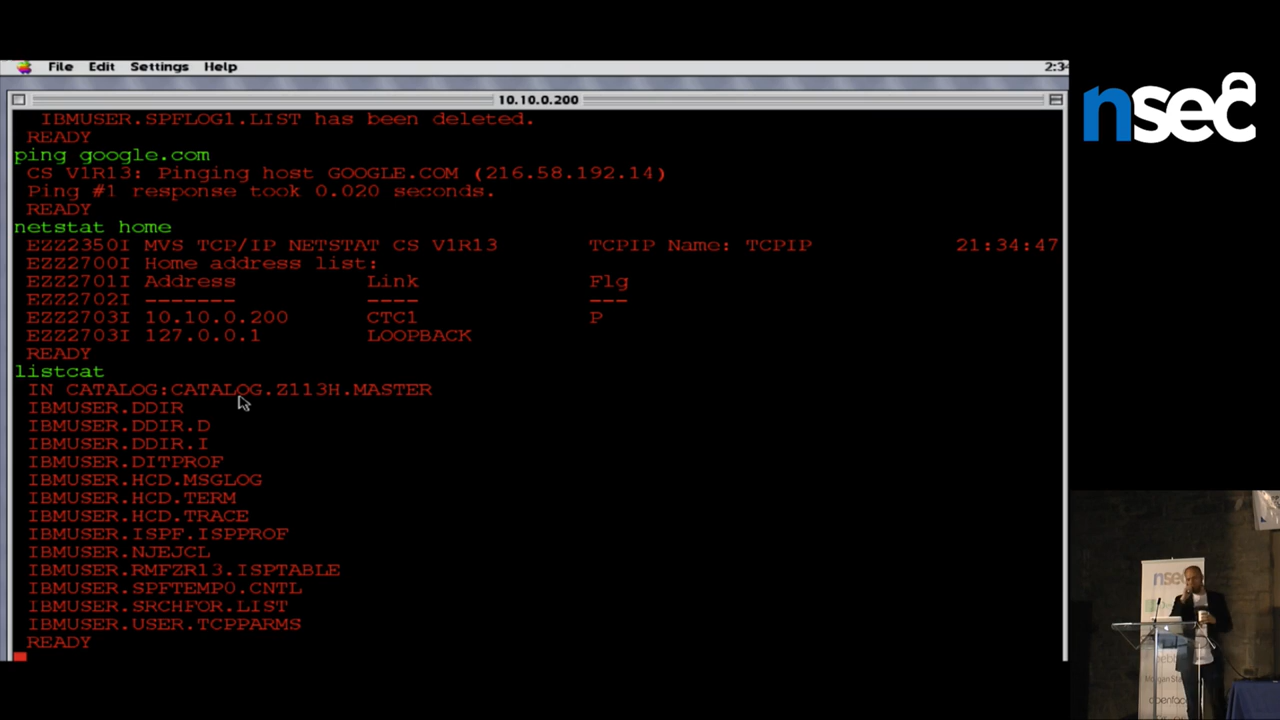 File Edit Settings Help 2:34
10.10.0.200
IBMUSER.SPFLOG1.LIST has been deleted.
READY
ping google.com
CS V1R13: Pinging host GOOGLE.COM (216.58.192.14)
Ping #1 response took 0.020 seconds.
READY
netstat home
EZZ2350I MVS TCP/IP NETSTAT CS V1R13 TCPIP Name: TCPIP 21:34:47
EZZ2700I Home address list:
EZZ2701I Address Link Flg
EZZ2702I ------- ---- ---
EZZ2703I 10.10.0.200 CTC1 P
EZZ2703I 127.0.0.1 LOOPBACK
READY
listcat
IN CATALOG:CATALOG.Z113H.MASTER
IBMUSER.DDIR
IBMUSER.DDIR.D
IBMUSER.DDIR.I
IBMUSER.DITPROF
IBMUSER.HCD.MSGLOG
IBMUSER.HCD.TERM
IBMUSER.HCD.TRACE
IBMUSER.ISPF.ISPPROF
IBMUSER.NJEJCL
IBMUSER.RMFZR13.ISPTABLE
IBMUSER.SPFTEMP0.CNTL
IBMUSER.SRCHFOR.LIST
IBMUSER.USER.TCPPARMS
READY
nsec
nsec